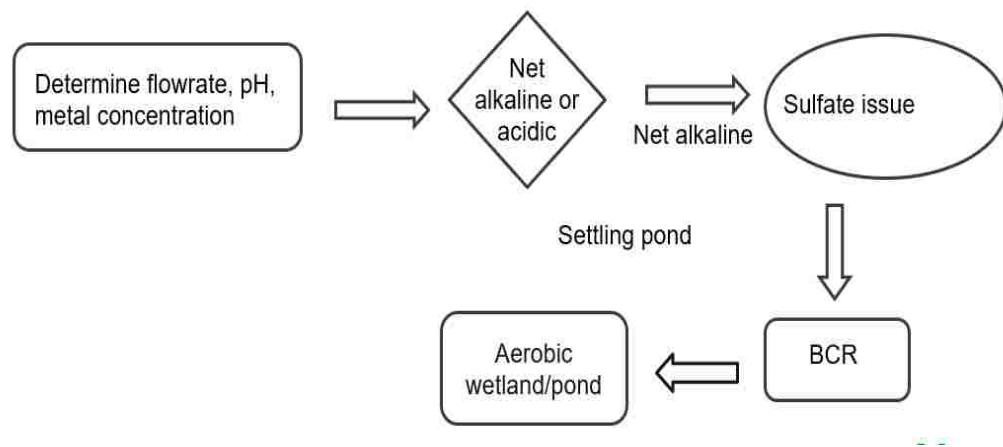 Determine flowrate, pH,
metal concentration
Net
alkaline or
acidic
Net alkaline
Sulfate issue
Settling pond
BCR
Aerobic
wetland/pond